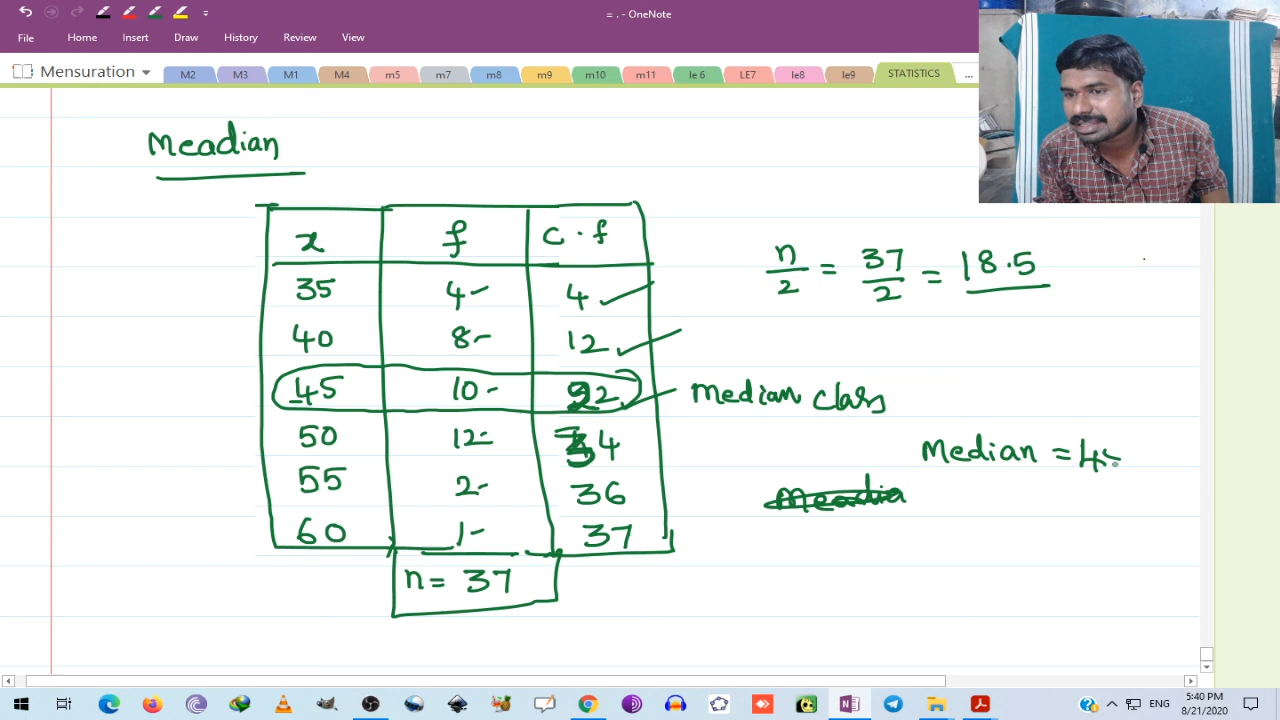 = . - OneNote
File Home Insert Draw History Review View
Mensuration M2 M3 M1 M4 m5 m7 m8 m9 m10 m11 le 6 LE7 le8 le9 STATISTICS ...
Meadian
x f c.f
35 4 4
40 8 12
45 10 22
50 12 34
55 2 36
60 1 37
n = 37
n/2 = 37/2 = 18.5
Median class
Median = 45
Meadia
ENG
5:40 PM
8/21/2020